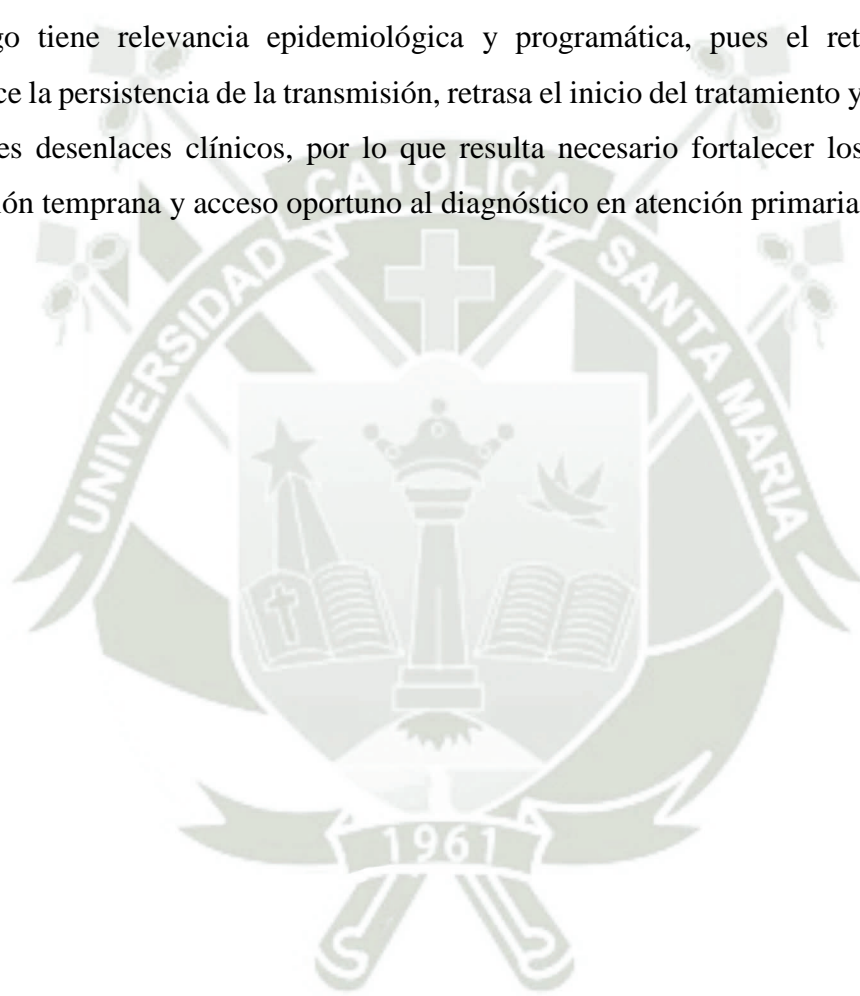 go tiene relevancia epidemiológica y programática, pues el ret
ce la persistencia de la transmisión, retrasa el inicio del tratamiento y
es desenlaces clínicos, por lo que resulta necesario fortalecer los
ón temprana y acceso oportuno al diagnóstico en atención primaria
CATOLICA
UNIVERSIDAD
SANTA MARIA
1961